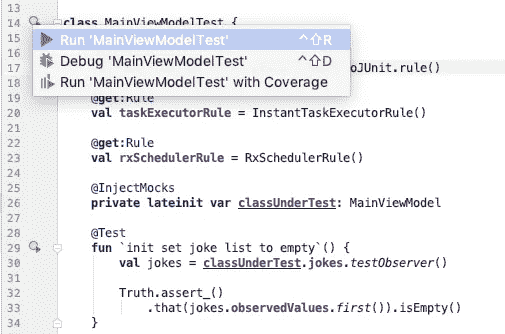 13
14 class MainViewModelTest {
15 Run 'MainViewModelTest' ^⇧R
16 Debug 'MainViewModelTest' ^⇧D
17 oJUnit.rule()
18 Run 'MainViewModelTest' with Coverage
19 @get:Rule
20 val taskExecutorRule = InstantTaskExecutorRule()
21
22 @get:Rule
23 val rxSchedulerRule = RxSchedulerRule()
24
25 @InjectMocks
26 private lateinit var classUnderTest: MainViewModel
27
28 @Test
29 fun `init set joke list to empty`() {
30 val jokes = classUnderTest.jokes.testObserver()
31
32 Truth.assert_()
33 .that(jokes.observedValues.first()).isEmpty()
34 }